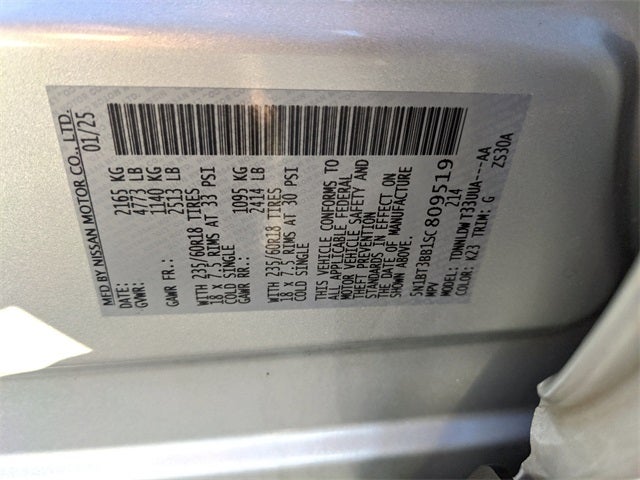 MFD BY NISSAN MOTOR CO., LTD.
DATE: 01/25
GVWR: 2165 KG
4773 LB
GAWR FR.: 1140 KG
2513 LB
WITH 235/60R18 TIRES
18 x 7.5 RIMS AT 33 PSI
COLD SINGLE
GAWR RR.: 1095 KG
2414 LB
WITH 235/60R18 TIRES
18 x 7.5 RIMS AT 30 PSI
COLD SINGLE
THIS VEHICLE CONFORMS TO
ALL APPLICABLE FEDERAL
MOTOR VEHICLE SAFETY AND
THEFT PREVENTION
STANDARDS IN EFFECT ON
THE DATE OF MANUFACTURE
SHOWN ABOVE.
5N1BT3BB1SC809519
MPV 214
MODEL: TDWNLDW T33UUA----AA
COLOR: K23 TRIM: G ZS30A